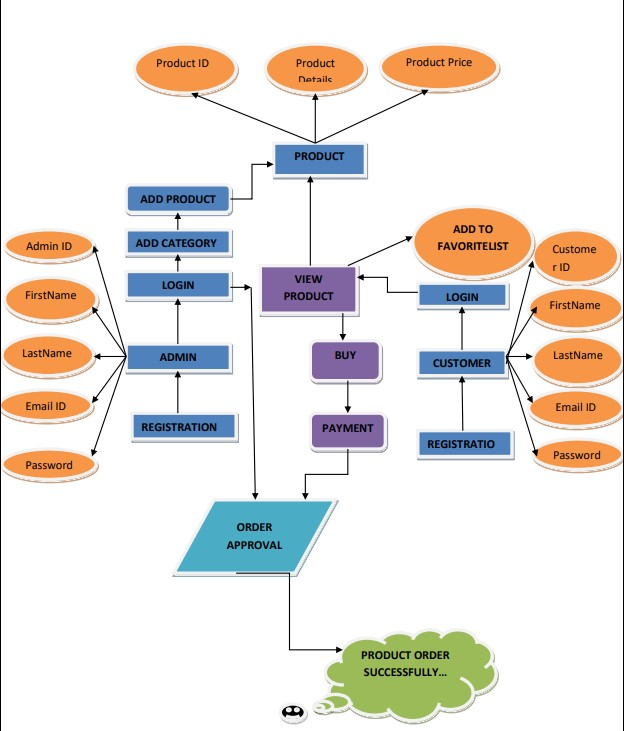 Product ID
Product
Details
Product Price
PRODUCT
ADD PRODUCT
ADD CATEGORY
LOGIN
ADMIN
REGISTRATION
Admin ID
FirstName
LastName
Email ID
Password
VIEW
PRODUCT
BUY
PAYMENT
ADD TO
FAVORITELIST
LOGIN
CUSTOMER
REGISTRATIO
Custome
r ID
FirstName
LastName
Email ID
Password
ORDER
APPROVAL
PRODUCT ORDER
SUCCESSFULLY...